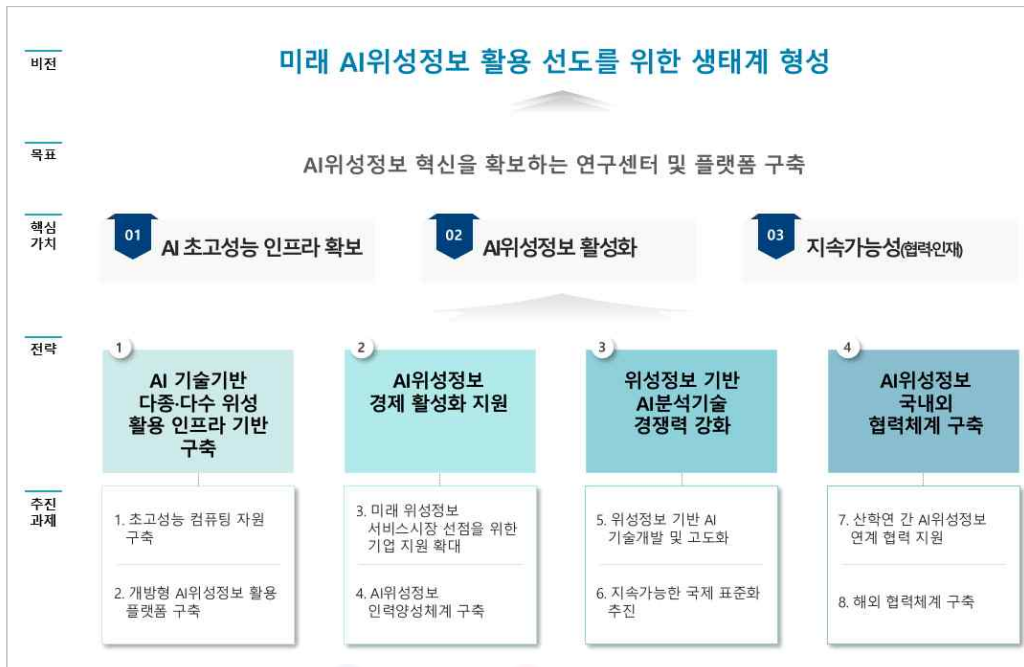 비전
미래 AI위성정보 활용 선도를 위한 생태계 형성
목표
AI위성정보 혁신을 확보하는 연구센터 및 플랫폼 구축
핵심
가치
01
AI 초고성능 인프라 확보
02
AI위성정보 활성화
03
지속가능성(협력·인재)
전략
1
AI 기술기반
다종·다수 위성
활용 인프라 기반
구축
2
AI위성정보
경제 활성화 지원
3
위성정보 기반
AI분석기술
경쟁력 강화
4
AI위성정보
국내외
협력체계 구축
추진
과제
1. 초고성능 컴퓨팅 자원
구축
2. 개방형 AI위성정보 활용
플랫폼 구축
3. 미래 위성정보
서비스시장 선점을 위한
기업 지원 확대
4. AI위성정보
인력양성체계 구축
5. 위성정보 기반 AI
기술개발 및 고도화
6. 지속가능한 국제 표준화
추진
7. 산학연 간 AI위성정보
연계 협력 지원
8. 해외 협력체계 구축